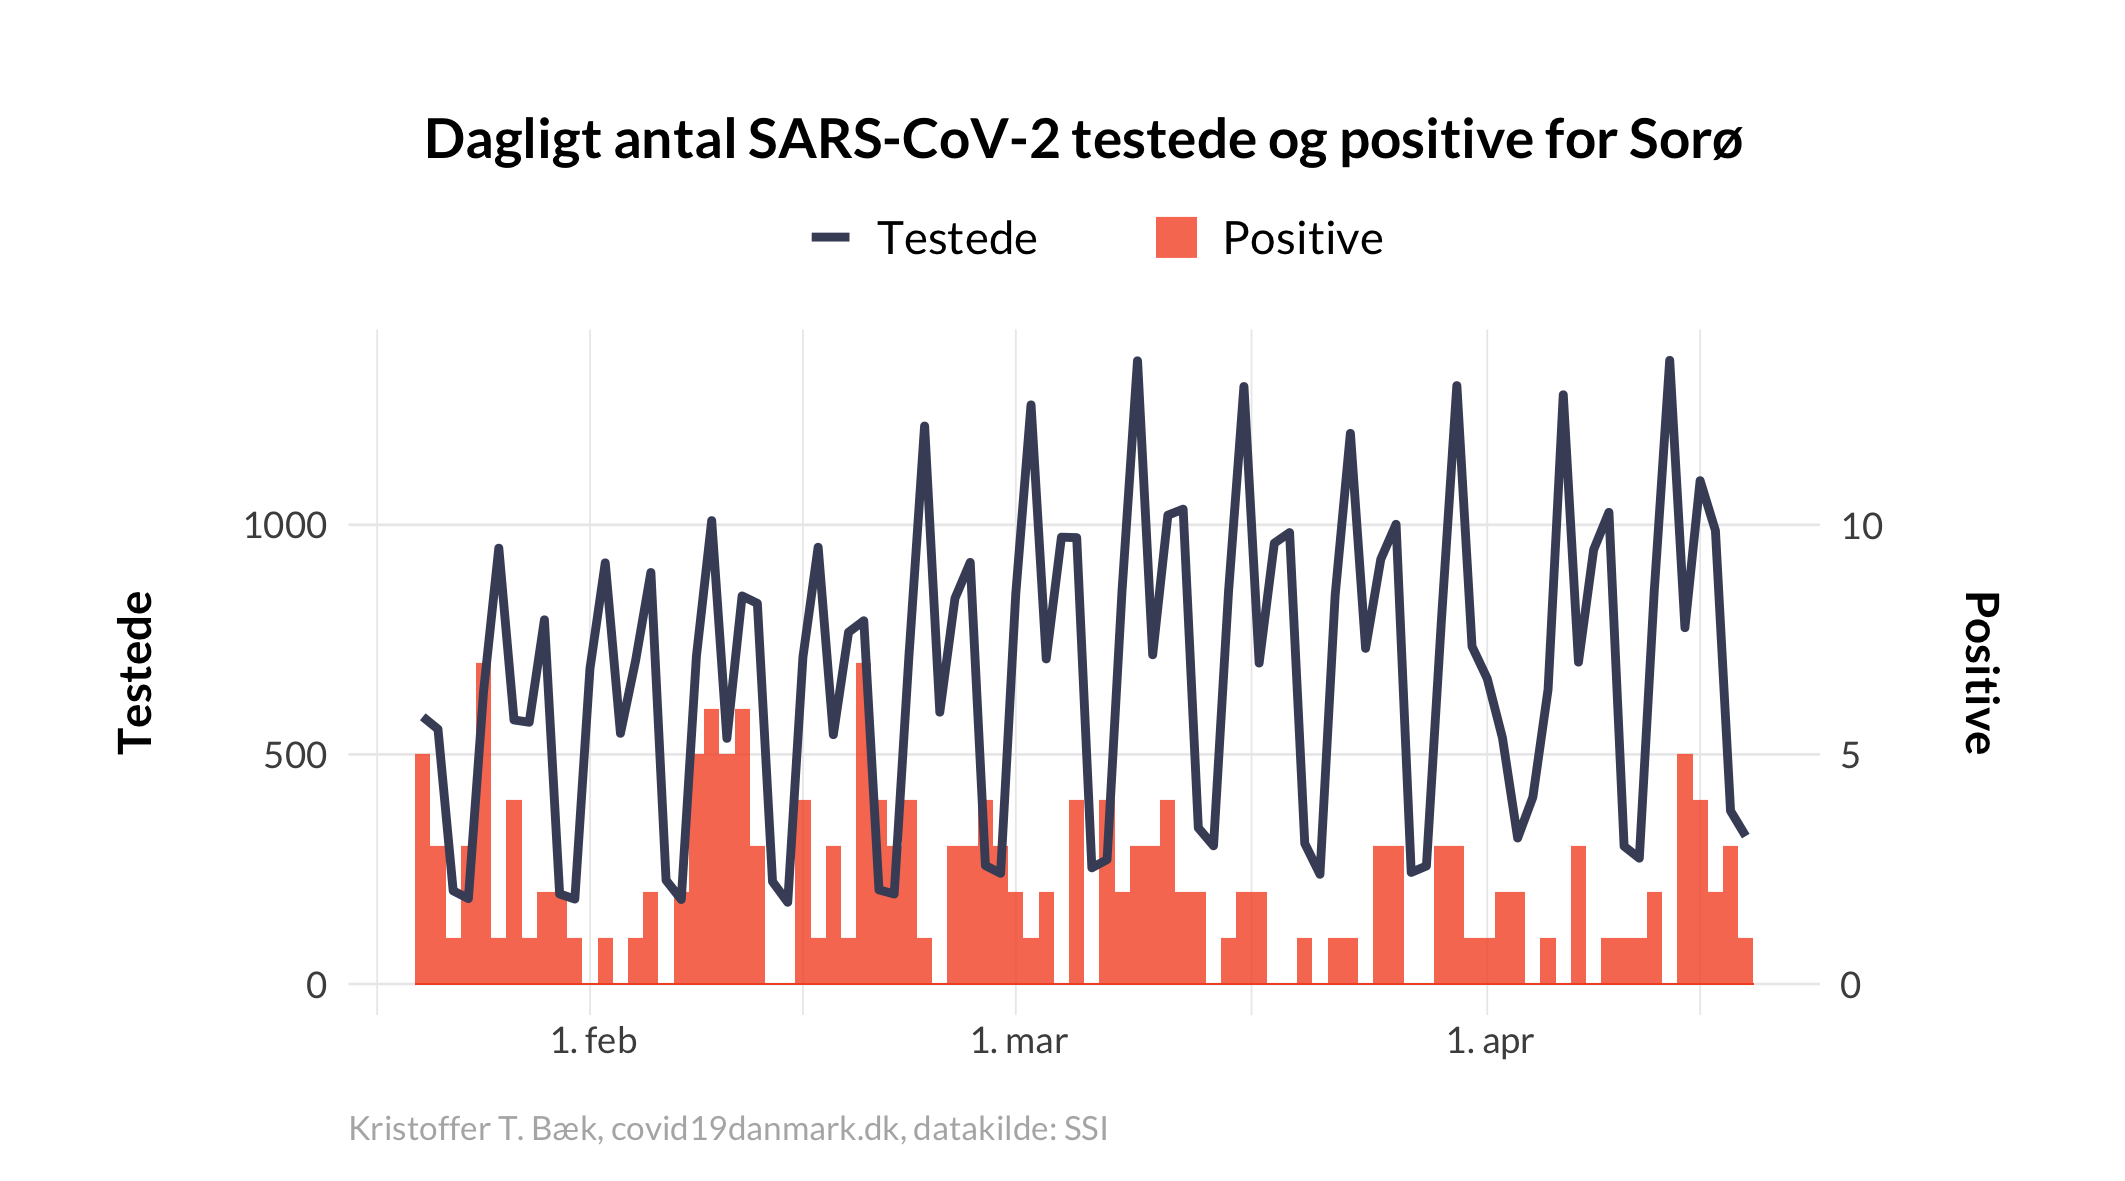 Dagligt antal SARS-CoV-2 testede og positive for Sorø
Testede
Positive
1000
500
0
Testede
10
5
0
Positive
1. feb
1. mar
1. apr
Kristoffer T. Bæk, covid19danmark.dk, datakilde: SSI